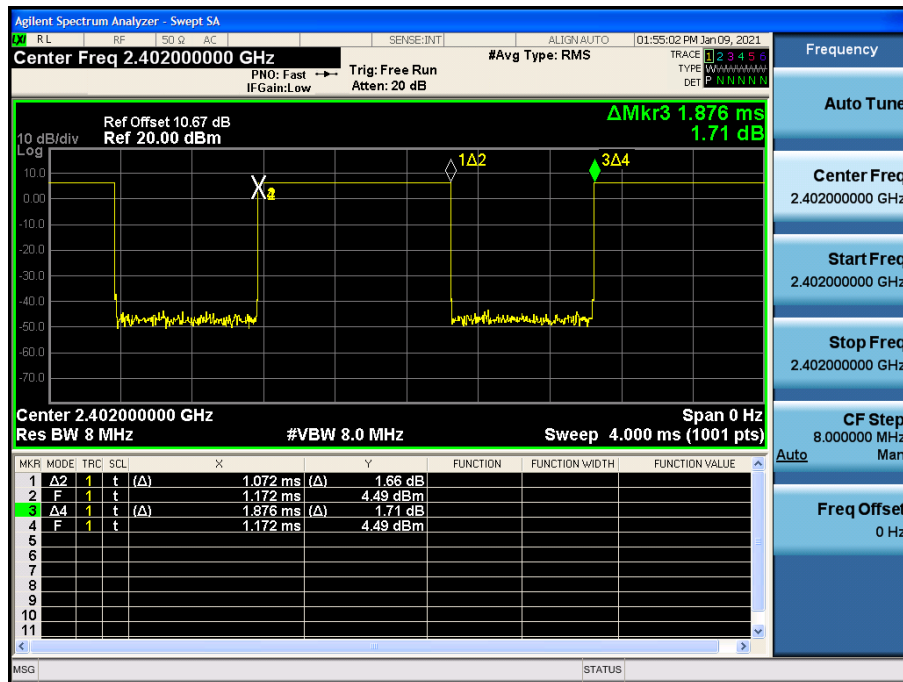 Agilent Spectrum Analyzer - Swept SA
LXI RL RF 50 Ω AC SENSE:INT ALIGN AUTO 01:55:02 PM Jan 09, 2021
Center Freq 2.402000000 GHz #Avg Type: RMS TRACE 1 2 3 4 5 6
PNO: Fast Trig: Free Run TYPE WWWWWW
IFGain:Low Atten: 20 dB DET P N N N N N
ΔMkr3 1.876 ms
1.71 dB
Ref Offset 10.67 dB
10 dB/div Ref 20.00 dBm
Log
1Δ2 3Δ4
10.0
0.00
-10.0
-20.0
-30.0
-40.0
-50.0
-60.0
-70.0
Center 2.402000000 GHz Span 0 Hz
Res BW 8 MHz #VBW 8.0 MHz Sweep 4.000 ms (1001 pts)
MKR MODE TRC SCL X Y FUNCTION FUNCTION WIDTH FUNCTION VALUE
1 Δ2 1 t (Δ) 1.072 ms (Δ) 1.66 dB
2 F 1 t 1.172 ms 4.49 dBm
3 Δ4 1 t (Δ) 1.876 ms (Δ) 1.71 dB
4 F 1 t 1.172 ms 4.49 dBm
5
6
7
8
9
10
11
MSG STATUS
Frequency
Auto Tune
Center Freq
2.402000000 GHz
Start Freq
2.402000000 GHz
Stop Freq
2.402000000 GHz
CF Step
8.000000 MHz
Auto Man
Freq Offset
0 Hz